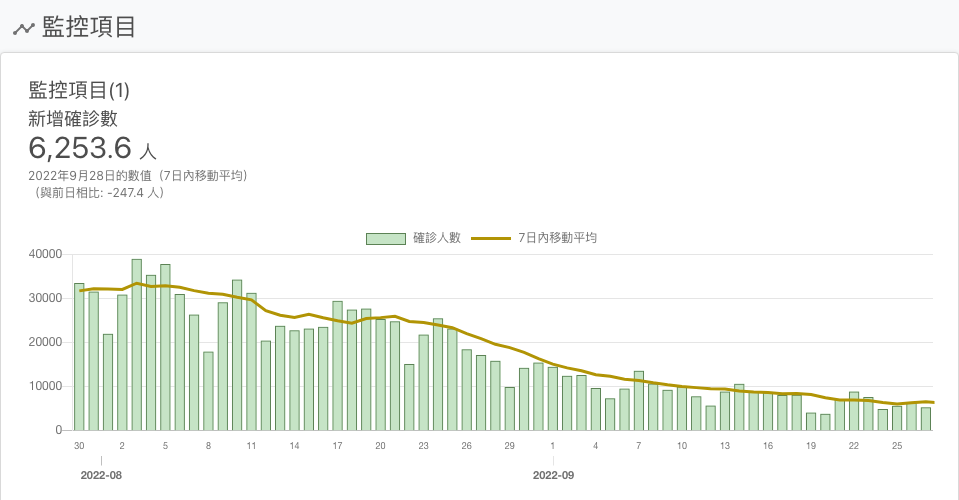 監控項目
監控項目(1)
新增確診數
6,253.6 人
2022年9月28日的數值（7日內移動平均）
（與前日相比: -247.4 人）
確診人數 7日內移動平均
40000
30000
20000
10000
0
30 2 5 8 11 14 17 20 23 26 29 1 4 7 10 13 16 19 22 25
2022-08 2022-09